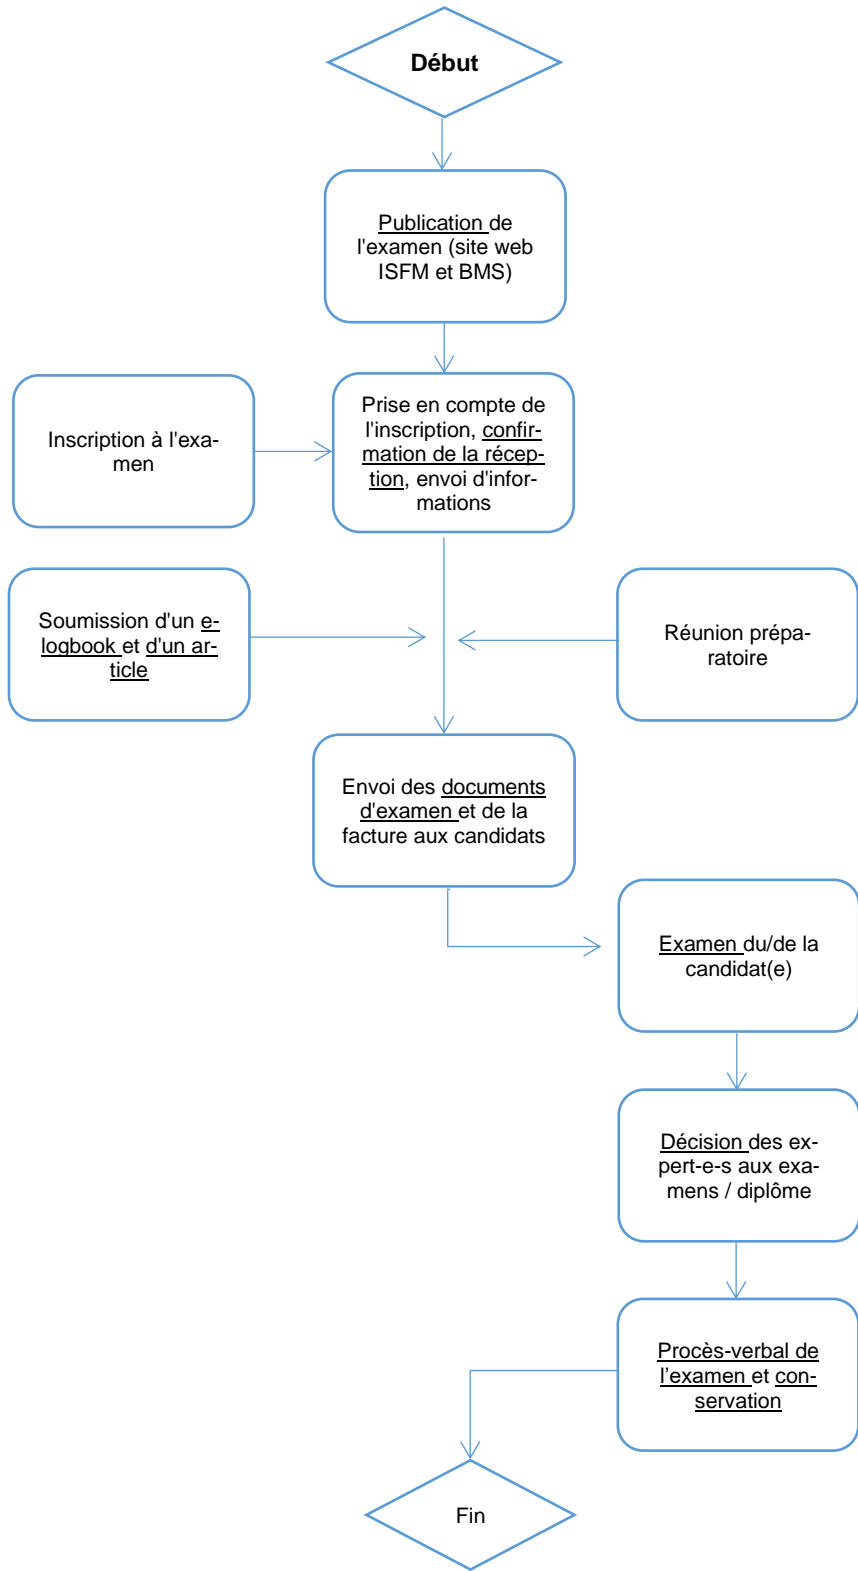 Début
Publication de
l'examen (site web
ISFM et BMS)
Inscription à l'exa-
men
Prise en compte de
l'inscription, confir-
mation de la récep-
tion, envoi d'infor-
mations
Soumission d'un e-
logbook et d'un ar-
ticle
Réunion prépa-
ratoire
Envoi des documents
d'examen et de la
facture aux candidats
Examen du/de la
candidat(e)
Décision des ex-
pert-e-s aux exa-
mens / diplôme
Procès-verbal de
l’examen et con-
servation
Fin